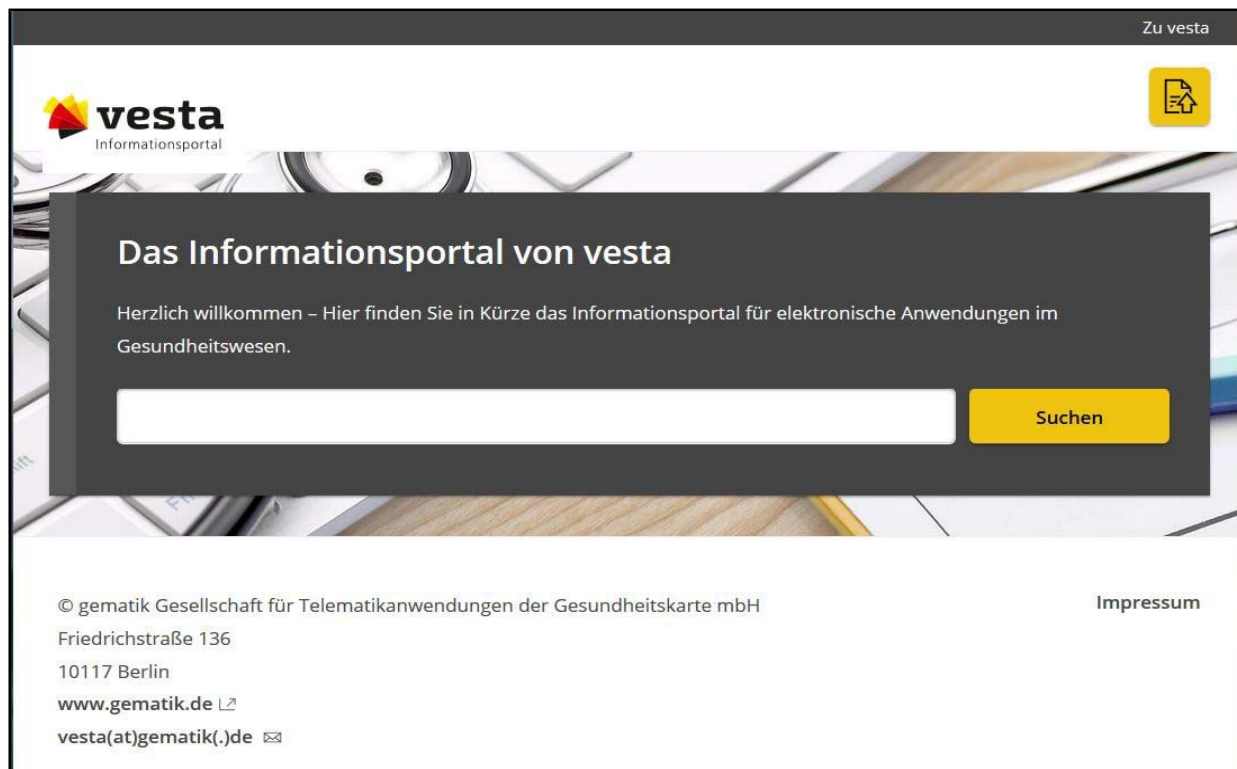 Zu vesta
vesta
Informationsportal
Das Informationsportal von vesta
Herzlich willkommen – Hier finden Sie in Kürze das Informationsportal für elektronische Anwendungen im
Gesundheitswesen.
Suchen
© gematik Gesellschaft für Telematikanwendungen der Gesundheitskarte mbH
Impressum
Friedrichstraße 136
10117 Berlin
www.gematik.de
vesta(at)gematik(.)de